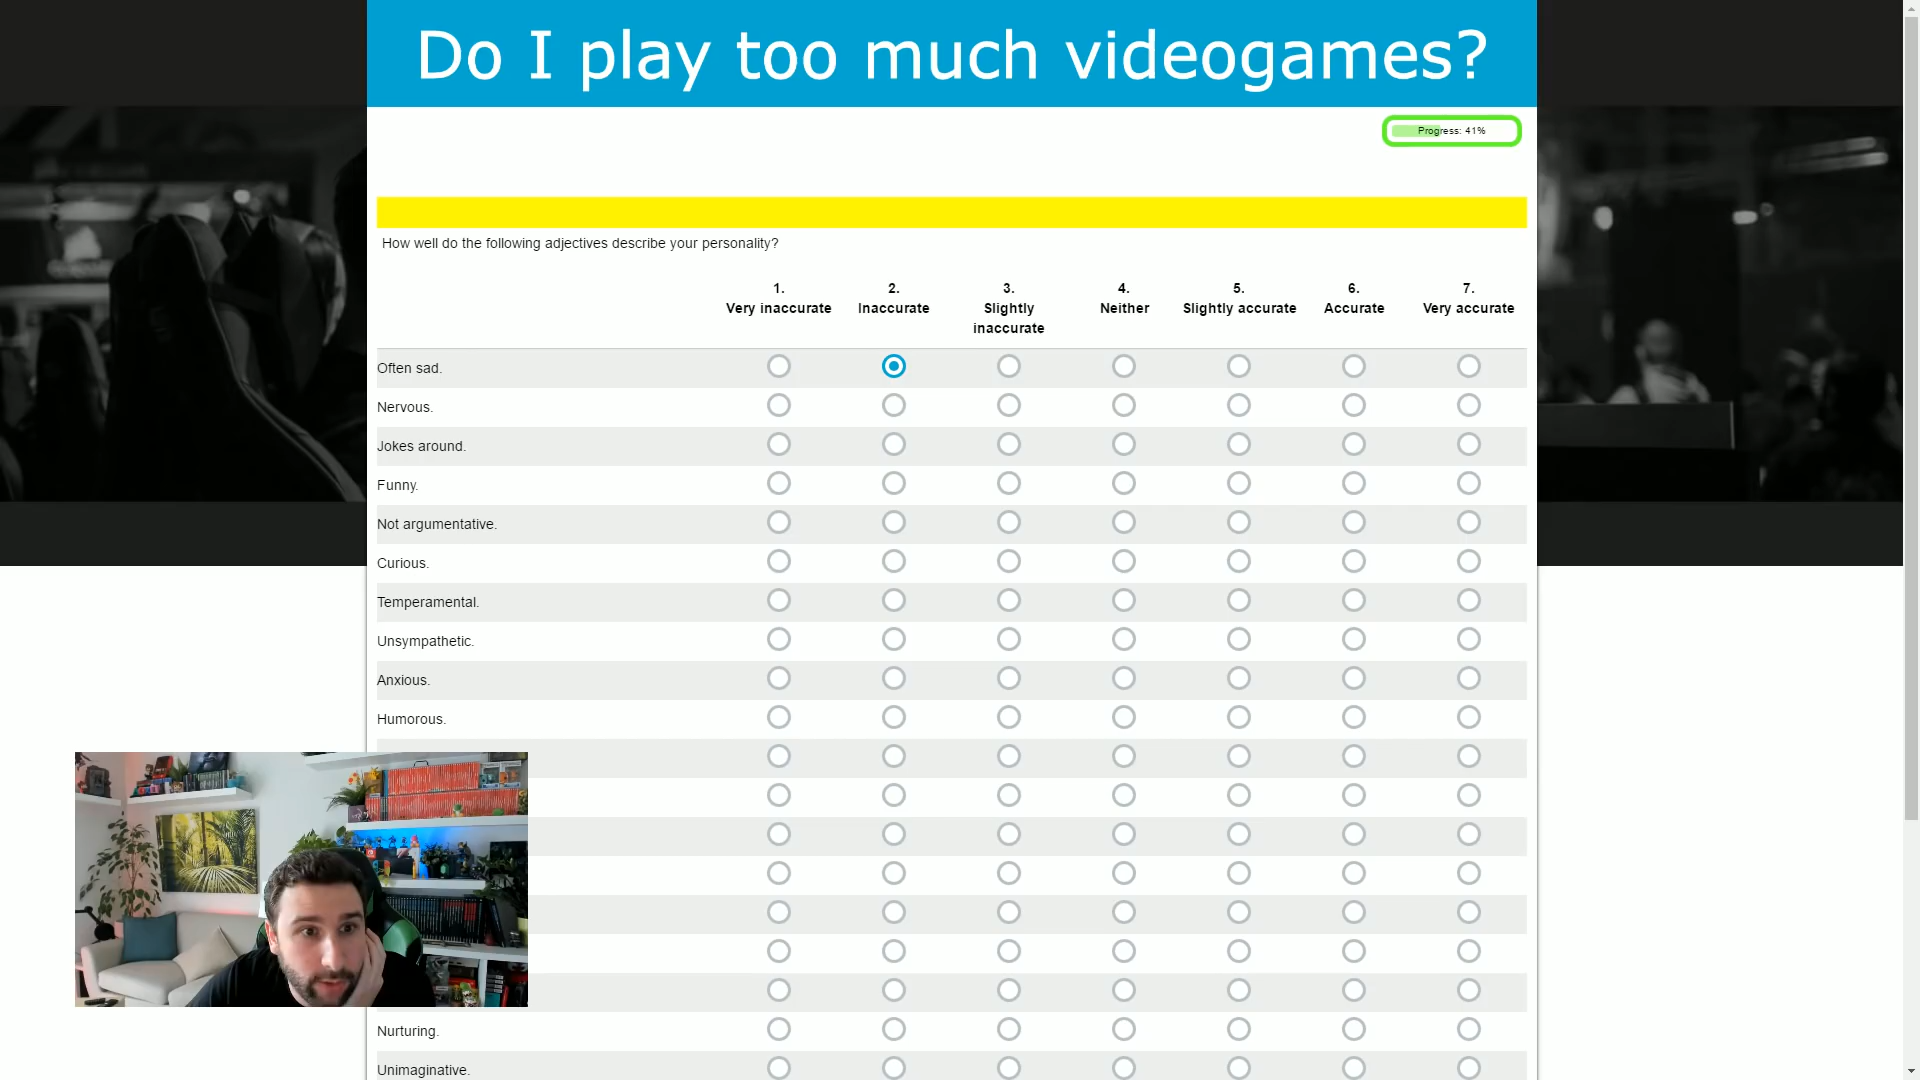 Do I play too much videogames?
Progress: 41%
How well do the following adjectives describe your personality?
1. 2. 3. 4. 5. 6. 7.
Very inaccurate Inaccurate Slightly Neither Slightly accurate Accurate Very accurate
inaccurate
Often sad.
Nervous.
Jokes around.
Funny.
Not argumentative.
Curious.
Temperamental.
Unsympathetic.
Anxious.
Humorous.
Nurturing.
Unimaginative.